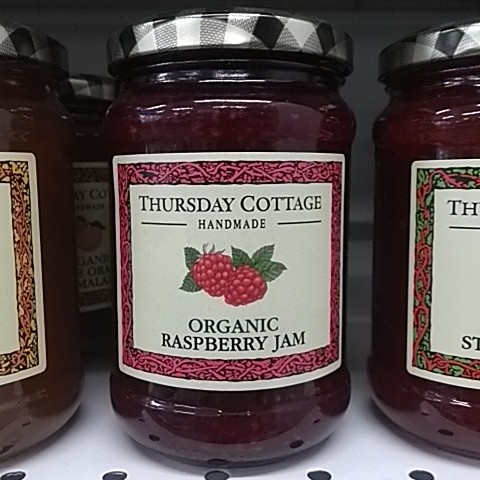 THURSDAY COTTAGE
HANDMADE
ORGANIC
RASPBERRY JAM